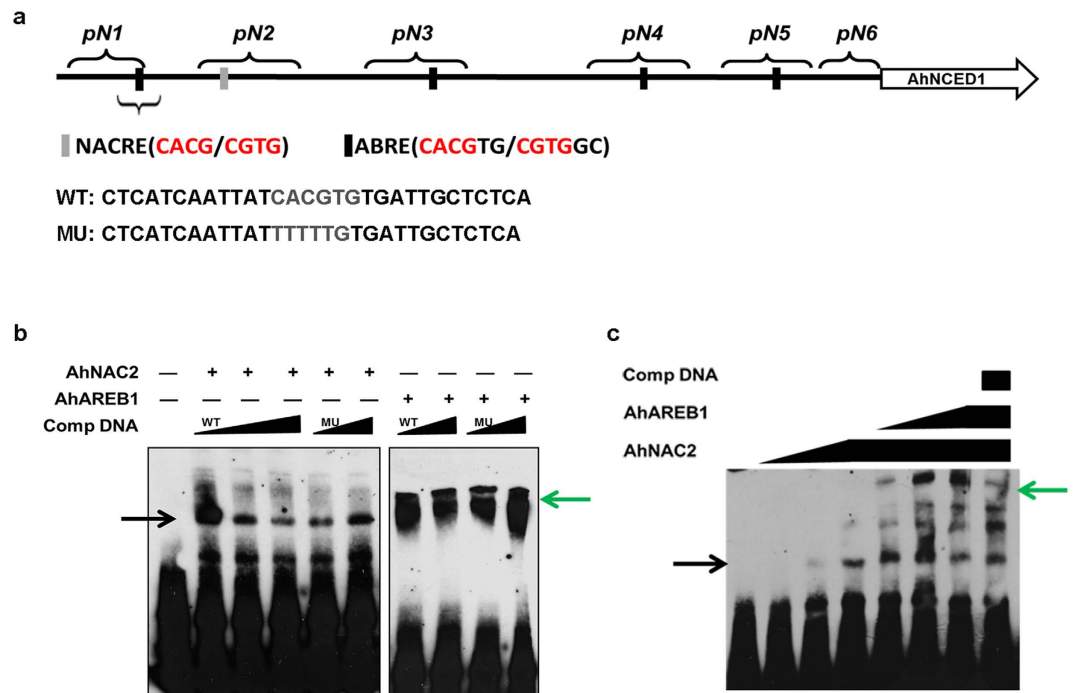 a
pN1 pN2 pN3 pN4 pN5 pN6
AhNCED1
NACRE(CACG/CGTG) ABRE(CACGTG/CGTGGC)
WT: CTCATCAATTATCACGTGTGATTGCTCTCA
MU: CTCATCAATTATTTTTTGTGATTGCTCTCA
b
AhNAC2 — + + + + + — — — —
AhAREB1 — — — — — — + + + +
Comp DNA WT MU WT MU
c
Comp DNA
AhAREB1
AhNAC2